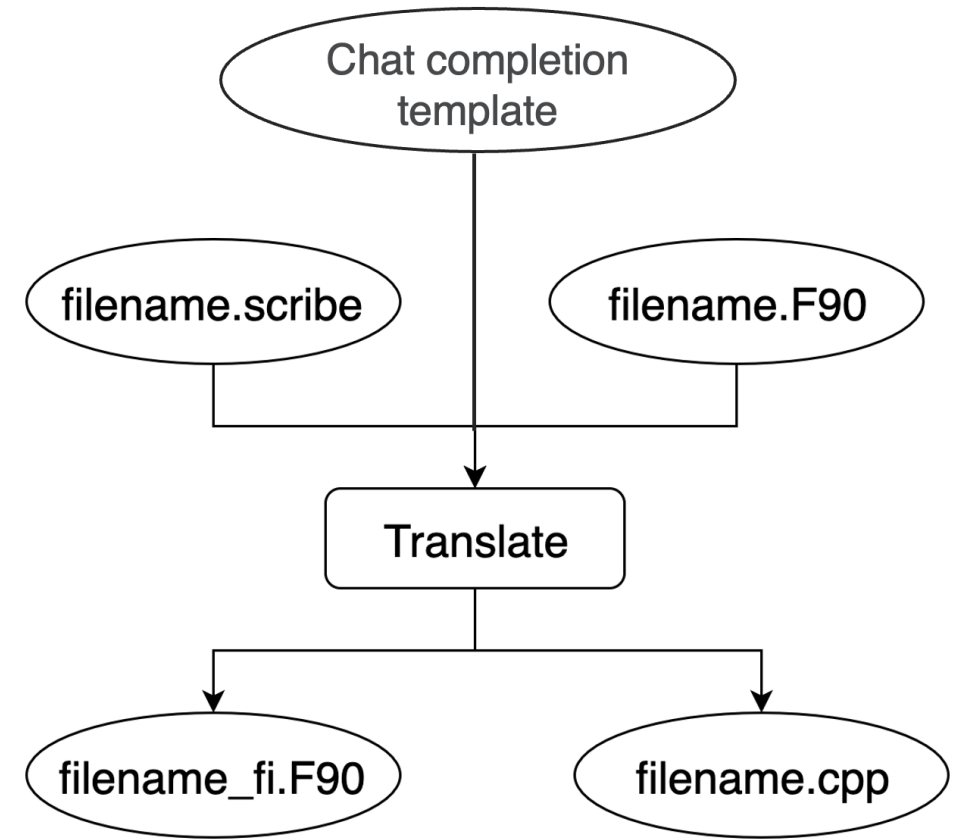 Chat completion
template
filename.scribe
filename.F90
Translate
filename_fi.F90
filename.cpp